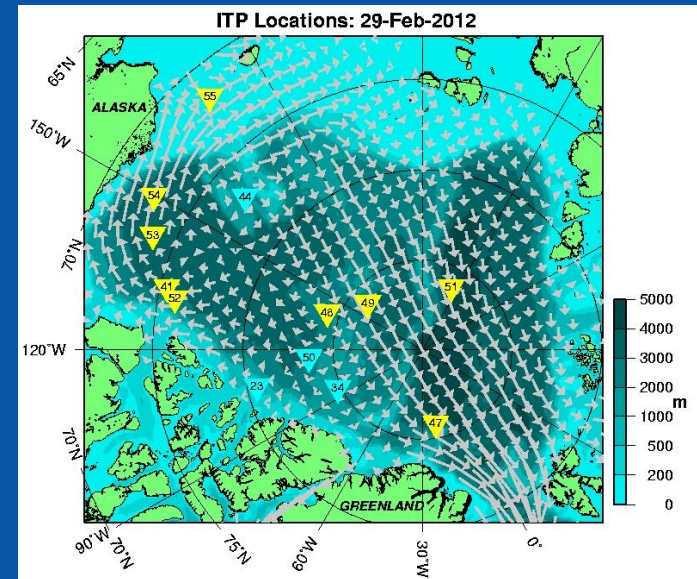 ITP Locations: 29-Feb-2012
65°N
ALASKA
55
150°W
54
44
53
70°N
41
52
51
49
48
5000
4000
3000
2000
1000
500
200
0
m
120°W
50
23
34
47
70°N
GREENLAND
90°W
70°N
75°N
60°W
30°W
0°